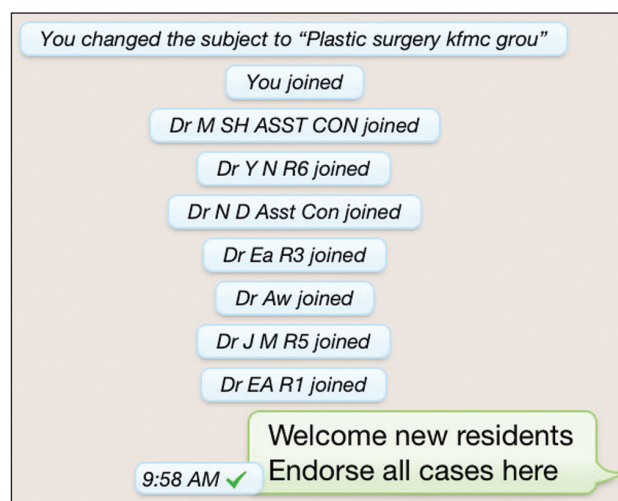 You changed the subject to “Plastic surgery kfmc grou”
You joined
Dr M SH ASST CON joined
Dr Y N R6 joined
Dr N D Asst Con joined
Dr Ea R3 joined
Dr Aw joined
Dr J M R5 joined
Dr EA R1 joined
Welcome new residents
Endorse all cases here
9:58 AM